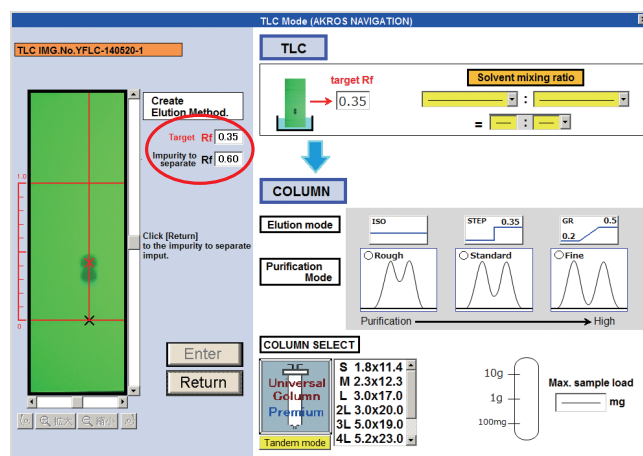 TLC Mode (AKROS NAVIGATION)
TLC IMG.No.YFLC-140520-1
1.0
0
Create
Elution Method.
Target Rf 0.35
Impurity to
separate Rf 0.60
Click [Return]
to the impurity to separate
imput.
Enter
Return
拡大
縮小
TLC
target Rf
0.35
Solvent mixing ratio
:
= :
COLUMN
Elution mode
ISO
STEP 0.35
GR 0.5
0.2
Purification
Mode
Rough
Standard
Fine
Purification High
COLUMN SELECT
Universal
Column
Premium
Tandem mode
S 1.8x11.4
M 2.3x12.3
L 3.0x17.0
2L 3.0x20.0
3L 5.0x19.0
4L 5.2x23.0
10g
1g
100mg
Max. sample load
mg